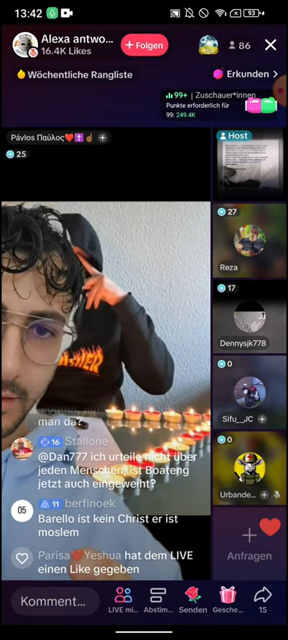 13:42
93
Alexa antwo...
16.4K Likes
+ Folgen
86
Wöchentliche Rangliste
Erkunden >
99+ | Zuschauer*innen
Punkte erforderlich für
99: 249.4K
Pávlos Παύλος
25
Host
27
Reza
17
Dennysjk778
0
Sifu__JC
0
Urbande...
Anfragen
man da?
16 Stallone
@Dan777 ich urteile nicht über
jeden Menschen, ist Boateng
jetzt auch eingeweiht?
05
11 berfinoek
Barello ist kein Christ er ist
moslem
Parisa❤️Yeshua hat dem LIVE
einen Like gegeben
Komment...
LIVE mi...
Abstim...
Senden
Gesche...
15